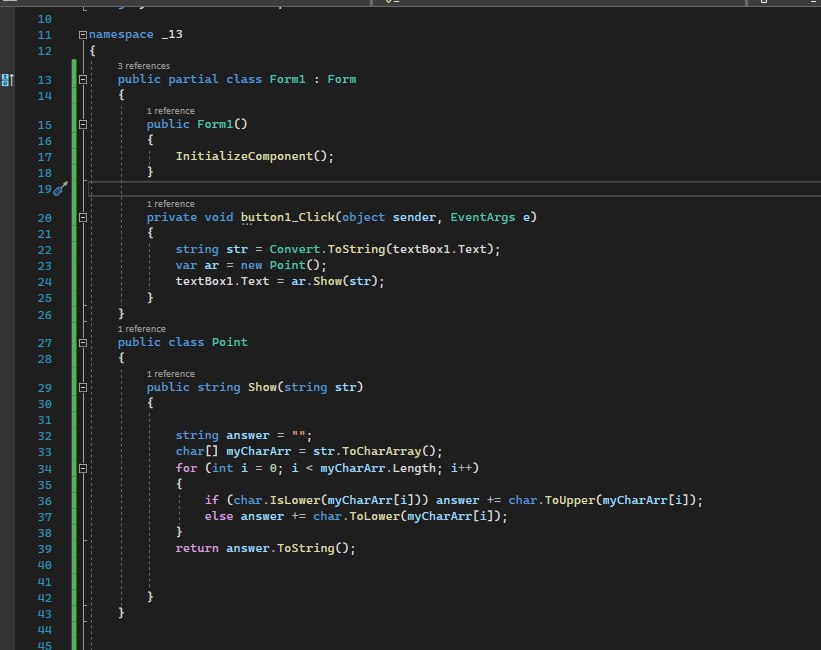 10
11 namespace _13
12 {
3 references
13 public partial class Form1 : Form
14 {
1 reference
15 public Form1()
16 {
17 InitializeComponent();
18 }
19
1 reference
20 private void button1_Click(object sender, EventArgs e)
21 {
22 string str = Convert.ToString(textBox1.Text);
23 var ar = new Point();
24 textBox1.Text = ar.Show(str);
25 }
26 }
1 reference
27 public class Point
28 {
1 reference
29 public string Show(string str)
30 {
31
32 string answer = "";
33 char[] myCharArr = str.ToCharArray();
34 for (int i = 0; i < myCharArr.Length; i++)
35 {
36 if (char.IsLower(myCharArr[i])) answer += char.ToUpper(myCharArr[i]);
37 else answer += char.ToLower(myCharArr[i]);
38 }
39 return answer.ToString();
40
41
42 }
43 }
44
45